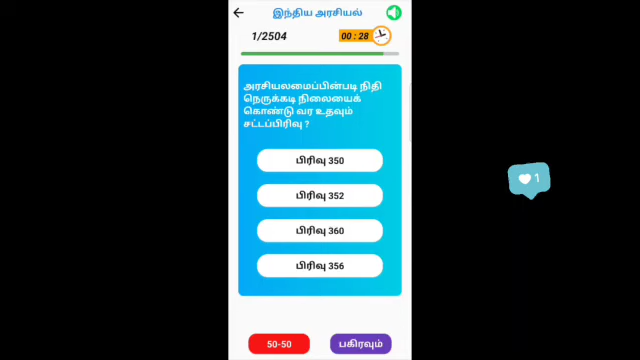 இந்திய அரசியல்
1/2504
00 : 28
அரசியலமைப்பின்படி நிதி
நெருக்கடி நிலையைக்
கொண்டு வர உதவும்
சட்டப்பிரிவு ?
பிரிவு 350
பிரிவு 352
பிரிவு 360
பிரிவு 356
1
50-50
பகிரவும்